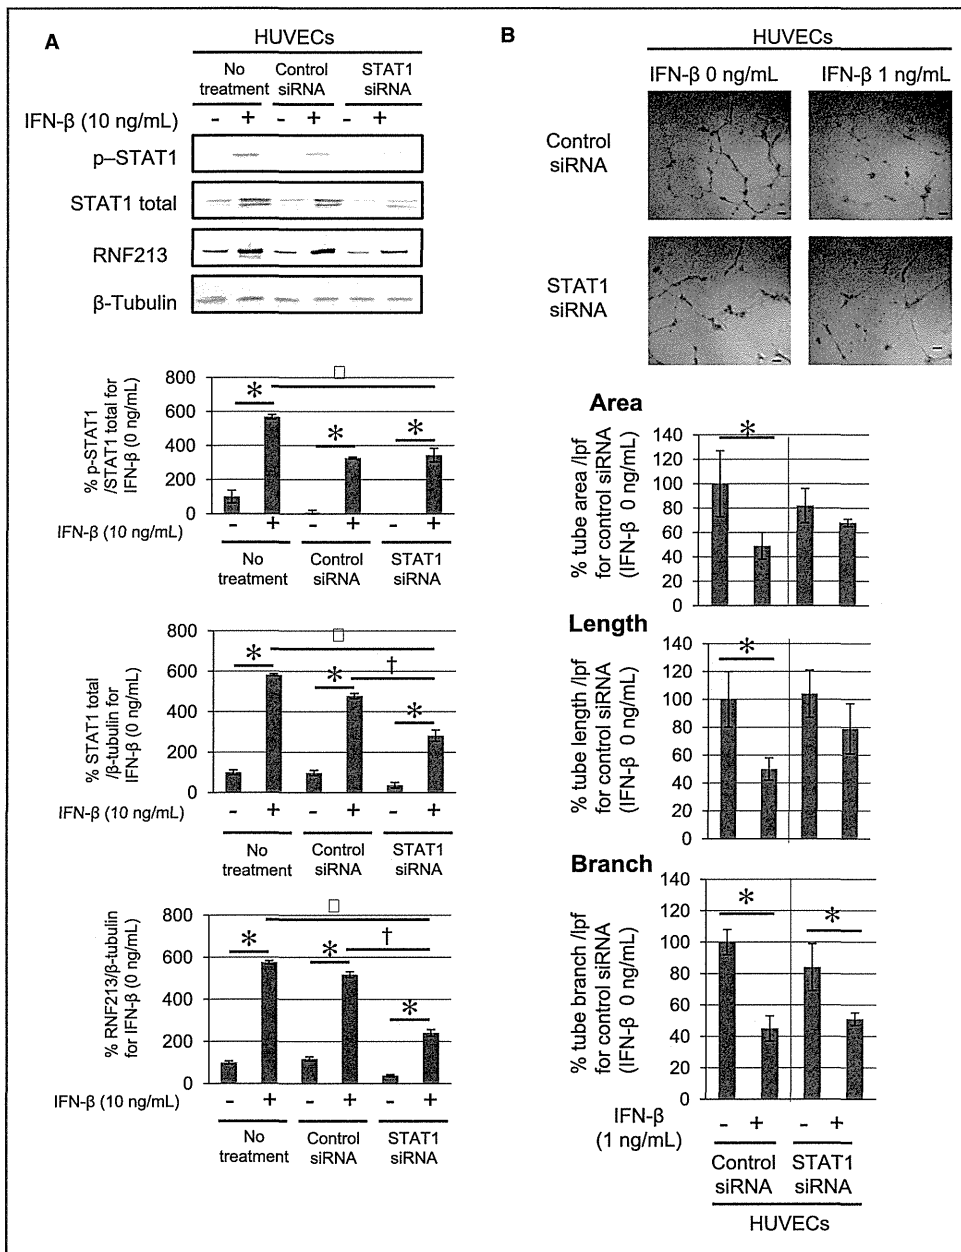 A
HUVECs
No treatment
Control siRNA
STAT1 siRNA
IFN-β (10 ng/mL)
- + - + - +
p–STAT1
STAT1 total
RNF213
β-Tubulin
% p-STAT1
/STAT1 total for
IFN-β (0 ng/mL)
800
600
400
200
0
*
□
*
*
IFN-β (10 ng/mL)
- + - + - +
No treatment
Control siRNA
STAT1 siRNA
% STAT1 total
/β-tubulin for
IFN-β (0 ng/mL)
800
600
400
200
0
*
□
*
†
*
IFN-β (10 ng/mL)
- + - + - +
No treatment
Control siRNA
STAT1 siRNA
% RNF213/β-tubulin
for IFN-β (0 ng/mL)
800
600
400
200
0
*
□
*
†
*
IFN-β (10 ng/mL)
- + - + - +
No treatment
Control siRNA
STAT1 siRNA
B
HUVECs
IFN-β 0 ng/mL
IFN-β 1 ng/mL
Control
siRNA
STAT1
siRNA
Area
% tube area /lpf
for control siRNA
(IFN-β 0 ng/mL)
140
120
100
80
60
40
20
0
*
Length
% tube length /lpf
for control siRNA
(IFN-β 0 ng/mL)
140
120
100
80
60
40
20
0
*
Branch
% tube branch /lpf
for control siRNA
(IFN-β 0 ng/mL)
140
120
100
80
60
40
20
0
*
*
IFN-β
(1 ng/mL)
- + - +
Control siRNA
STAT1 siRNA
HUVECs